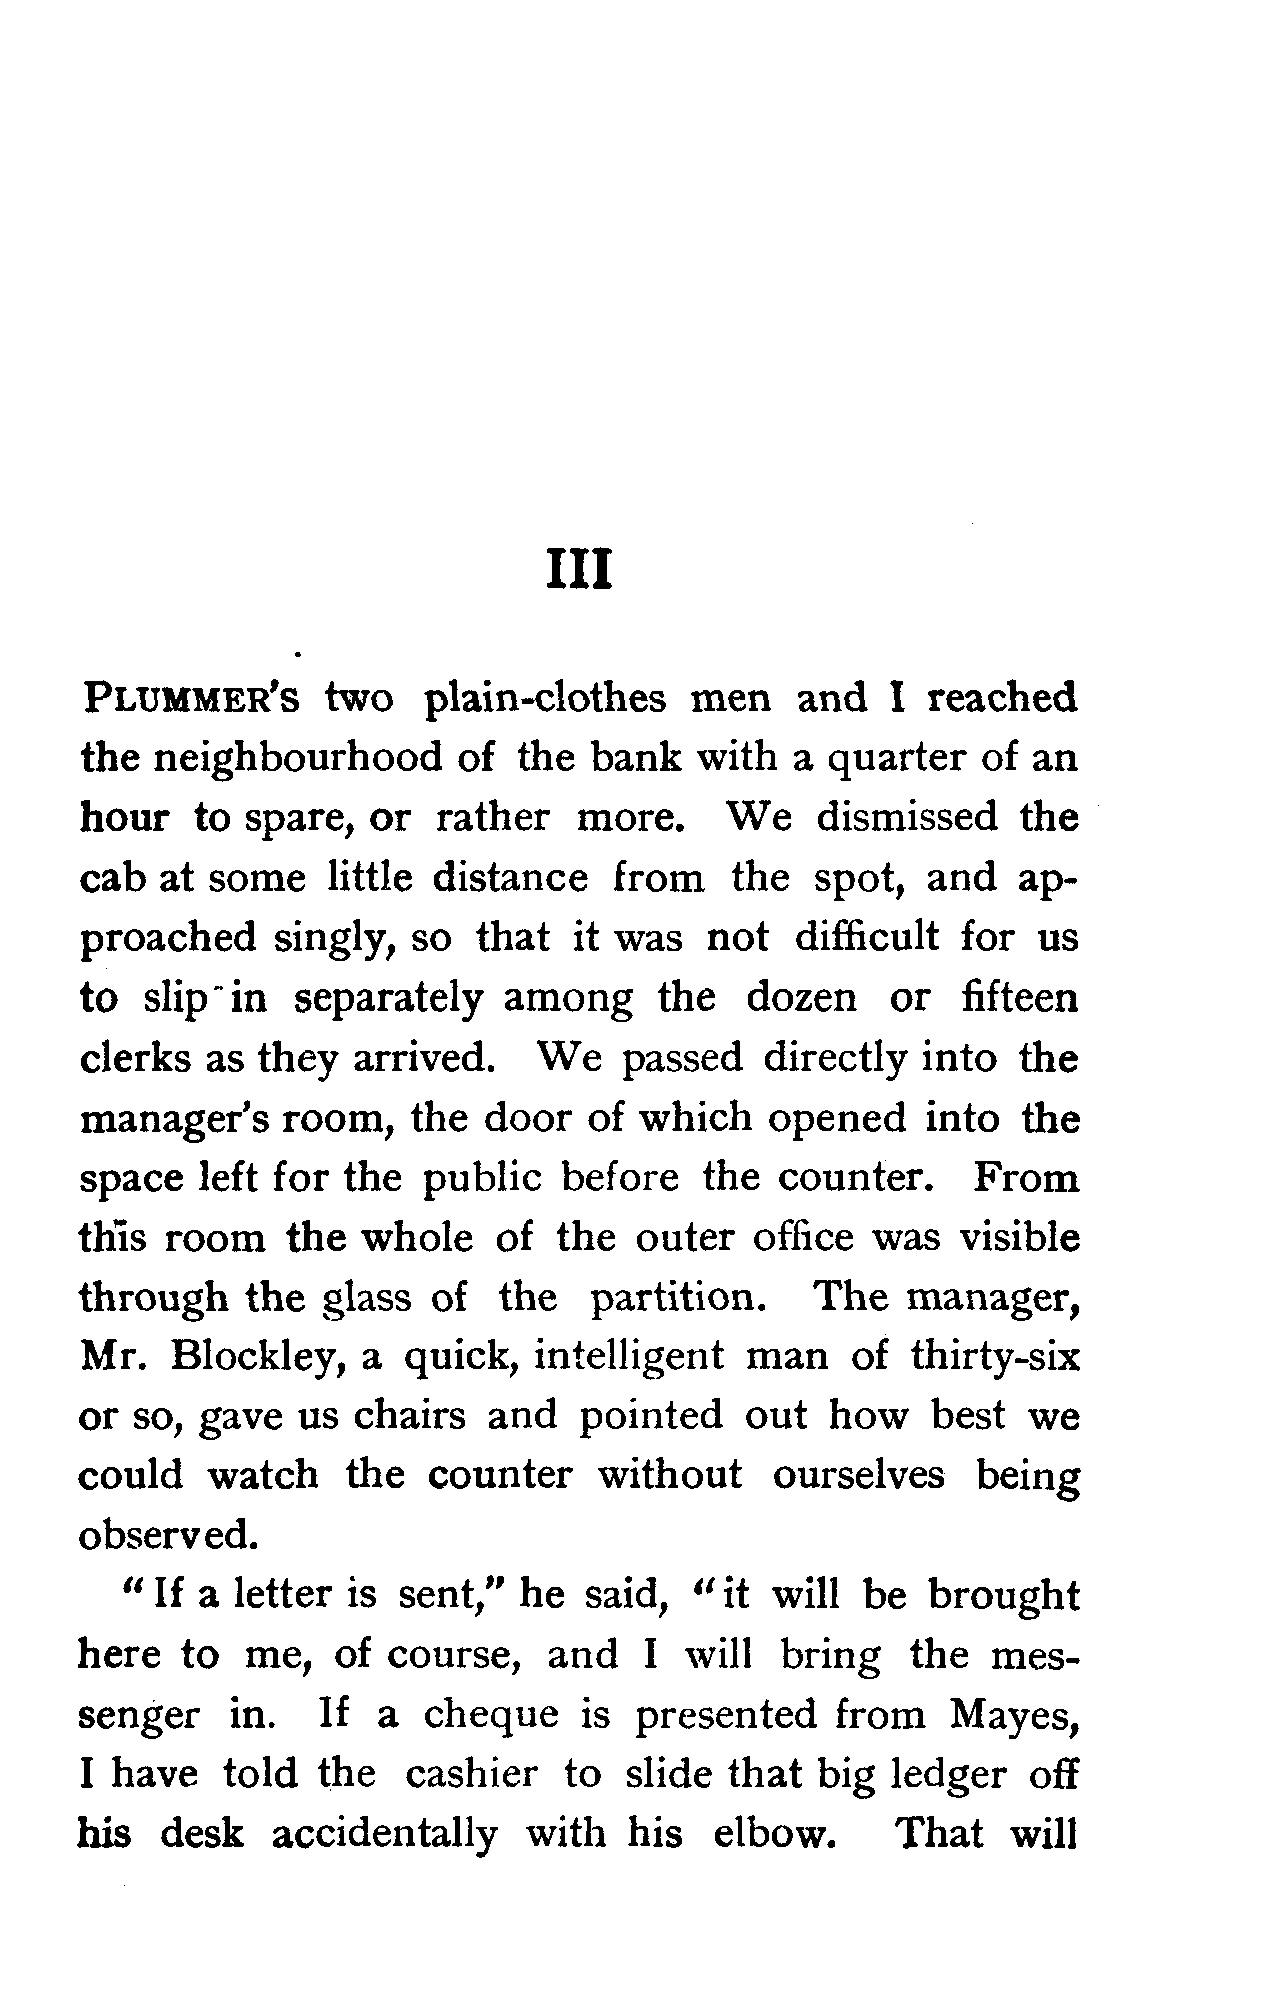 III
PLUMMER'S two plain-clothes men and I reached
the neighbourhood of the bank with a quarter of an
hour to spare, or rather more. We dismissed the
cab at some little distance from the spot, and ap-
proached singly, so that it was not difficult for us
to slip in separately among the dozen or fifteen
clerks as they arrived. We passed directly into the
manager's room, the door of which opened into the
space left for the public before the counter. From
this room the whole of the outer office was visible
through the glass of the partition. The manager,
Mr. Blockley, a quick, intelligent man of thirty-six
or so, gave us chairs and pointed out how best we
could watch the counter without ourselves being
observed.
"If a letter is sent," he said, "it will be brought
here to me, of course, and I will bring the mes-
senger in. If a cheque is presented from Mayes,
I have told the cashier to slide that big ledger off
his desk accidentally with his elbow. That will